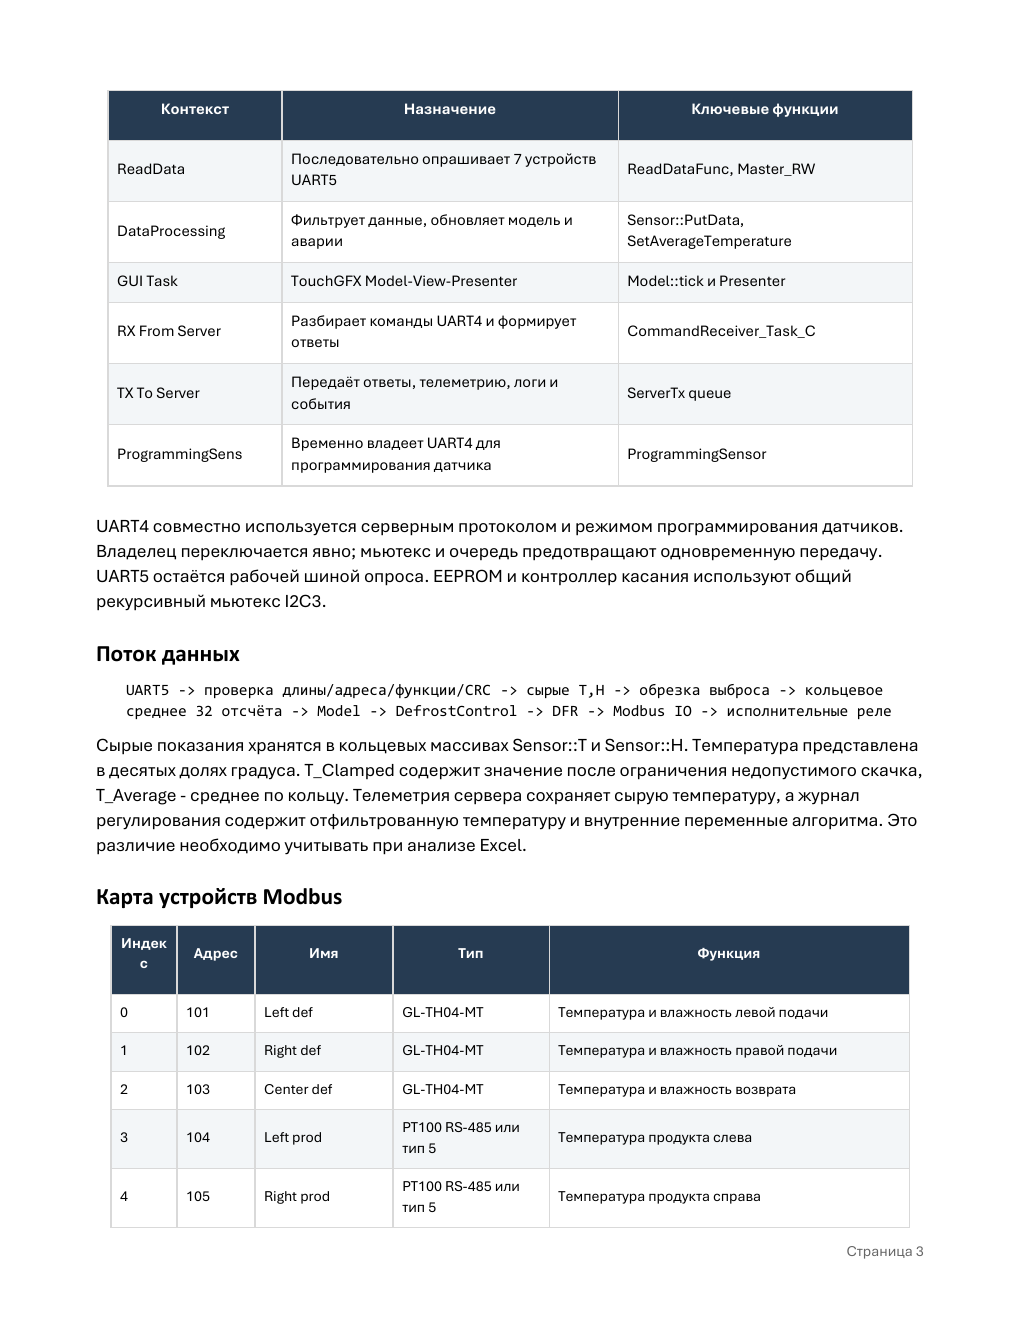 Контекст Назначение Ключевые функции
ReadData Последовательно опрашивает 7 устройств UART5 ReadDataFunc, Master_RW
DataProcessing Фильтрует данные, обновляет модель и аварии Sensor::PutData, SetAverageTemperature
GUI Task TouchGFX Model-View-Presenter Model::tick и Presenter
RX From Server Разбирает команды UART4 и формирует ответы CommandReceiver_Task_C
TX To Server Передаёт ответы, телеметрию, логи и события ServerTx queue
ProgrammingSens Временно владеет UART4 для программирования датчика ProgrammingSensor
UART4 совместно используется серверным протоколом и режимом программирования датчиков.
Владелец переключается явно; мьютекс и очередь предотвращают одновременную передачу.
UART5 остаётся рабочей шиной опроса. EEPROM и контроллер касания используют общий
рекурсивный мьютекс I2C3.
Поток данных
UART5 -> проверка длины/адреса/функции/CRC -> сырые T,H -> обрезка выброса -> кольцевое
среднее 32 отсчёта -> Model -> DefrostControl -> DFR -> Modbus IO -> исполнительные реле
Сырые показания хранятся в кольцевых массивах Sensor::T и Sensor::H. Температура представлена
в десятых долях градуса. T_Clamped содержит значение после ограничения недопустимого скачка,
T_Average - среднее по кольцу. Телеметрия сервера сохраняет сырую температуру, а журнал
регулирования содержит отфильтрованную температуру и внутренние переменные алгоритма. Это
различие необходимо учитывать при анализе Excel.
Карта устройств Modbus
Индек
с Адрес Имя Тип Функция
0 101 Left def GL-TH04-MT Температура и влажность левой подачи
1 102 Right def GL-TH04-MT Температура и влажность правой подачи
2 103 Center def GL-TH04-MT Температура и влажность возврата
3 104 Left prod PT100 RS-485 или тип 5 Температура продукта слева
4 105 Right prod PT100 RS-485 или тип 5 Температура продукта справа
Страница 3